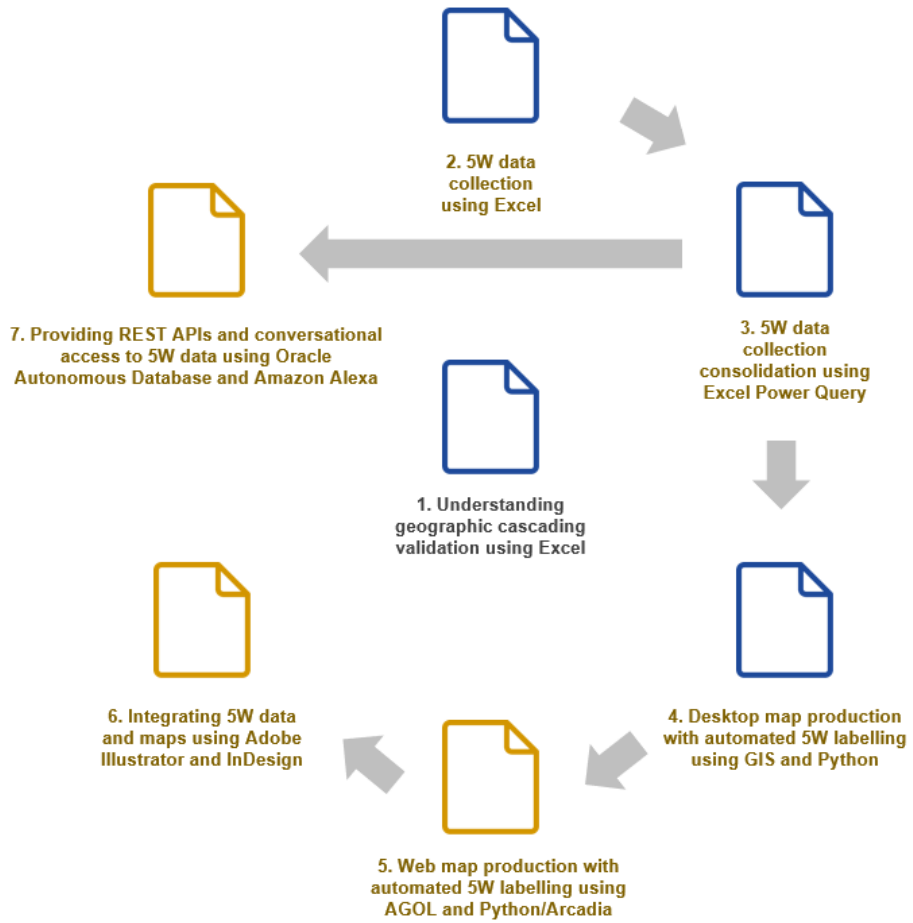 2. 5W data
collection
using Excel
7. Providing REST APIs and conversational
access to 5W data using Oracle
Autonomous Database and Amazon Alexa
3. 5W data
collection
consolidation using
Excel Power Query
1. Understanding
geographic cascading
validation using Excel
6. Integrating 5W data
and maps using Adobe
Illustrator and InDesign
4. Desktop map production
with automated 5W labelling
using GIS and Python
5. Web map production with
automated 5W labelling using
AGOL and Python/Arcadia